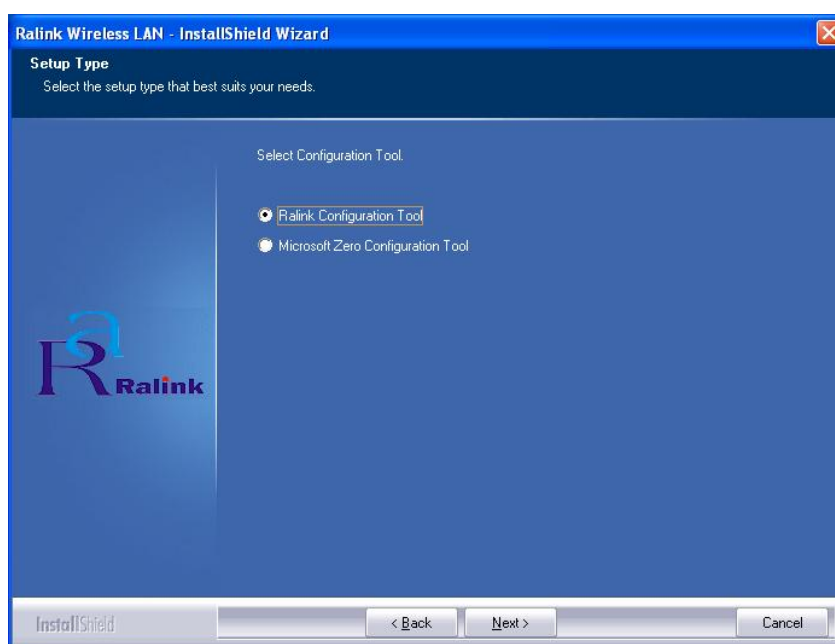 Ralink Wireless LAN - InstallShield Wizard
Setup Type
Select the setup type that best suits your needs.
Select Configuration Tool.
Ralink Configuration Tool
Microsoft Zero Configuration Tool
Ra
Ralink
InstallShield
< Back
Next >
Cancel